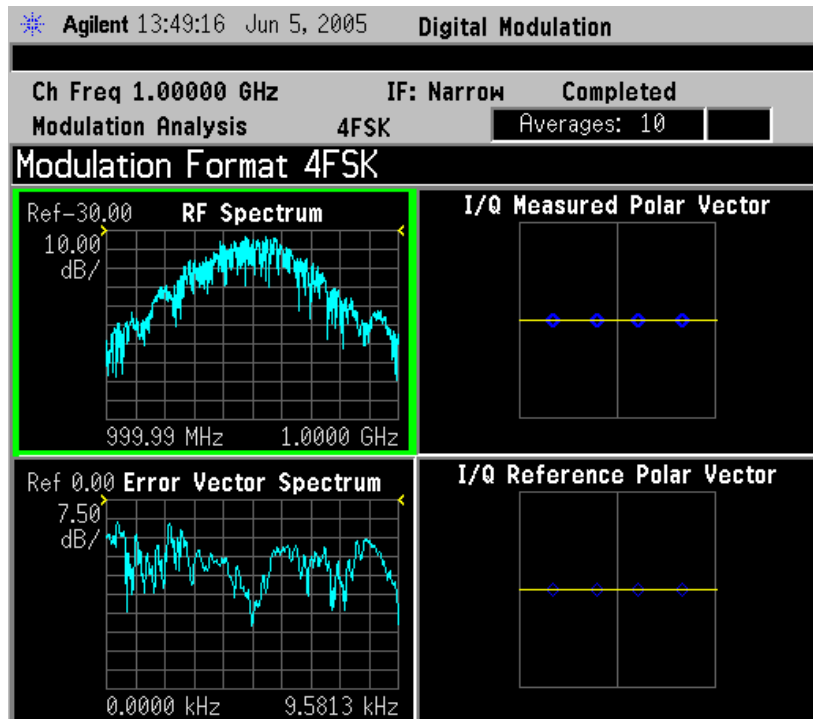 Agilent 13:49:16 Jun 5, 2005 Digital Modulation
Ch Freq 1.00000 GHz IF: Narrow Completed
Modulation Analysis 4FSK Averages: 10
Modulation Format 4FSK
Ref-30.00 RF Spectrum
10.00
dB/
999.99 MHz 1.0000 GHz
I/Q Measured Polar Vector
Ref 0.00 Error Vector Spectrum
7.50
dB/
0.0000 kHz 9.5813 kHz
I/Q Reference Polar Vector